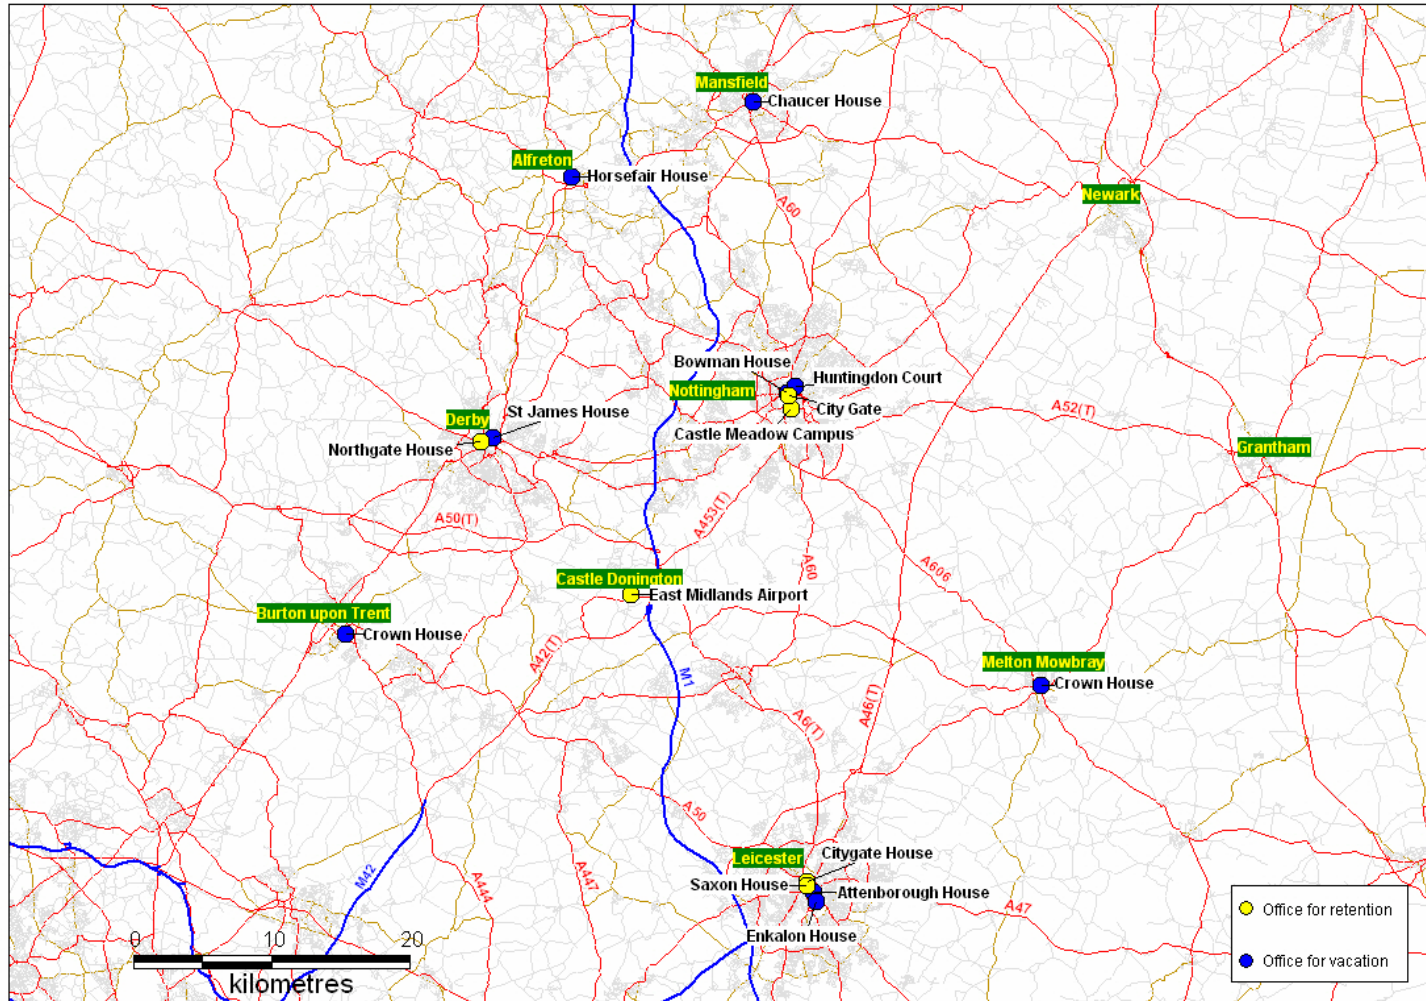 Mansfield
Chaucer House
Alfreton
Horsefair House
Newark
A60
Bowman House
Huntingdon Court
Nottingham
City Gate
A52(T)
Castle Meadow Campus
St James House
Derby
Northgate House
Grantham
A50(T)
A453(T)
A60
A606
Castle Donington
East Midlands Airport
Burton upon Trent
Crown House
A42(T)
M1
Melton Mowbray
Crown House
A46(T)
A6(T)
A50
Leicester
Citygate House
Saxon House
Attenborough House
M42
A444
A447
A47
Enkalon House
0 10 20
kilometres
Office for retention
Office for vacation